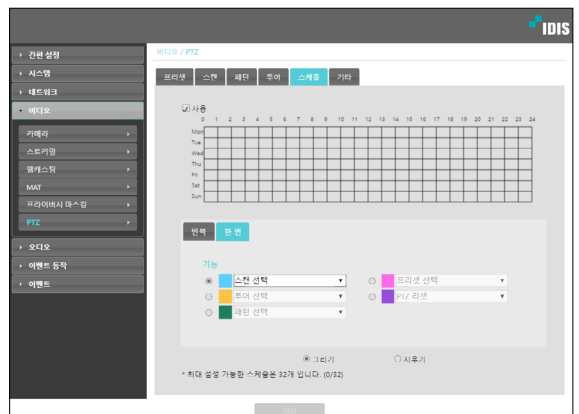 IDIS
간편 설정
시스템
네트워크
비디오
카메라
스트리밍
웹캐스팅
MAT
프라이버시 마스킹
PTZ
오디오
이벤트 동작
이벤트
비디오 / PTZ
프리셋 스캔 패턴 투어 스케줄 기타
사용
0 1 2 3 4 5 6 7 8 9 10 11 12 13 14 15 16 17 18 19 20 21 22 23 24
Mon
Tue
Wed
Thu
Fri
Sat
Sun
반복 한 번
기능
스캔 선택 프리셋 선택
투어 선택 PTZ 리셋
패턴 선택
그리기 지우기
* 최대 설정 가능한 스케줄은 32개 입니다. (0/32)
저장